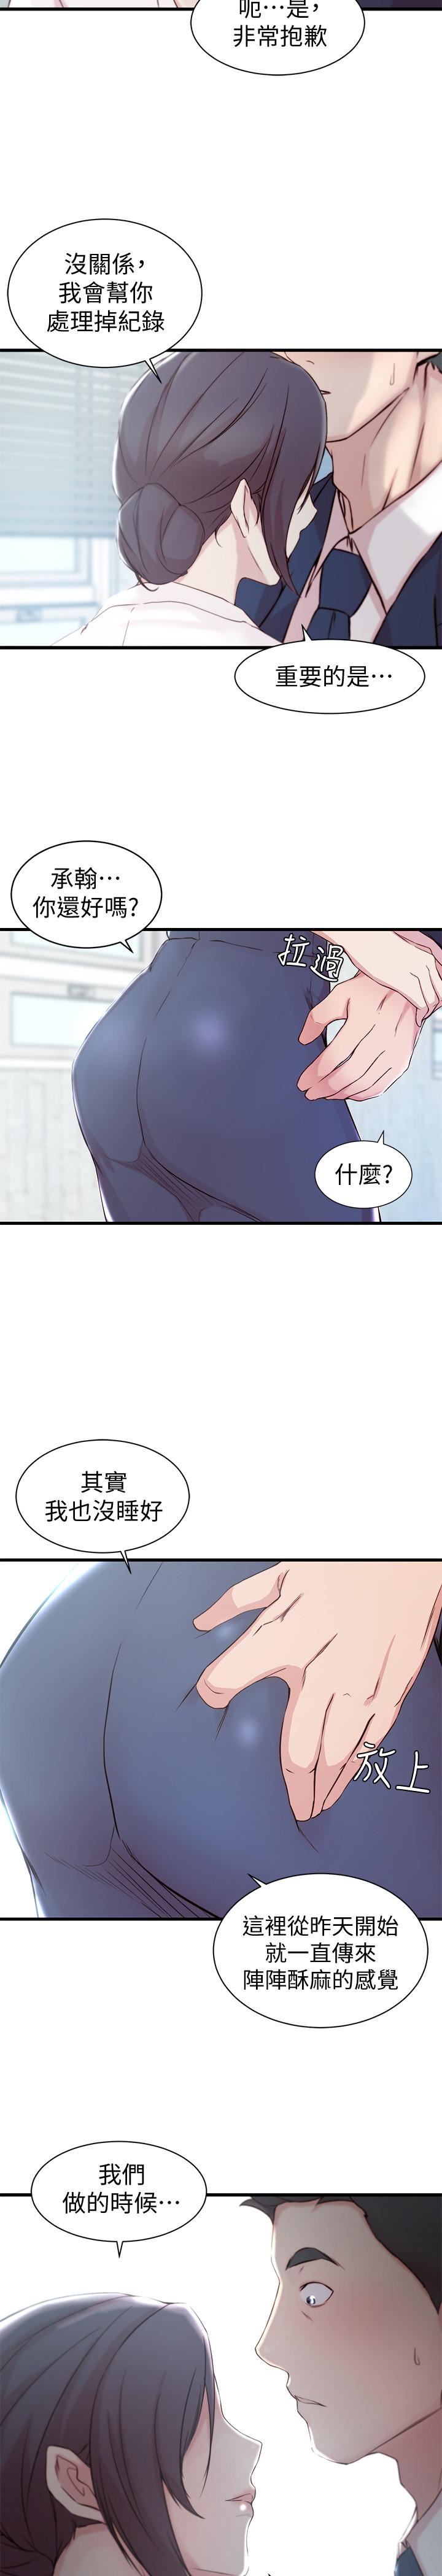 呃⋯是，
非常抱歉
沒關係，
我會幫你
處理掉紀錄
重要的是⋯
承翰⋯
你還好嗎?
拉過
什麼?
其實
我也沒睡好
放上
這裡從昨天開始
就一直傳來
陣陣酥麻的感覺
我們
做的時候⋯